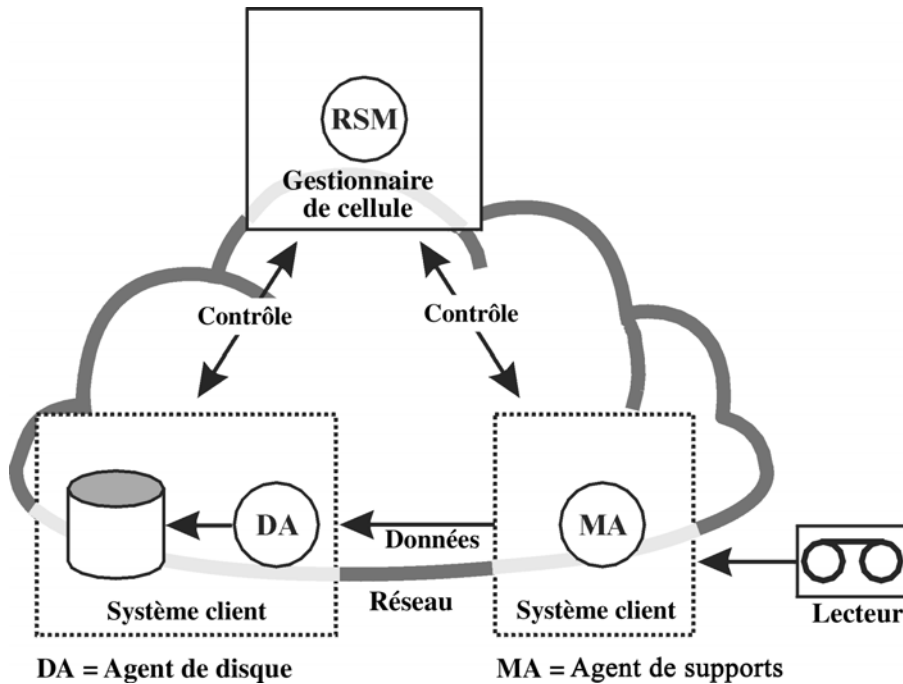 RSM
Gestionnaire
de cellule
Contrôle
Contrôle
DA
Données
MA
Système client
Réseau
Système client
Lecteur
DA = Agent de disque
MA = Agent de supports